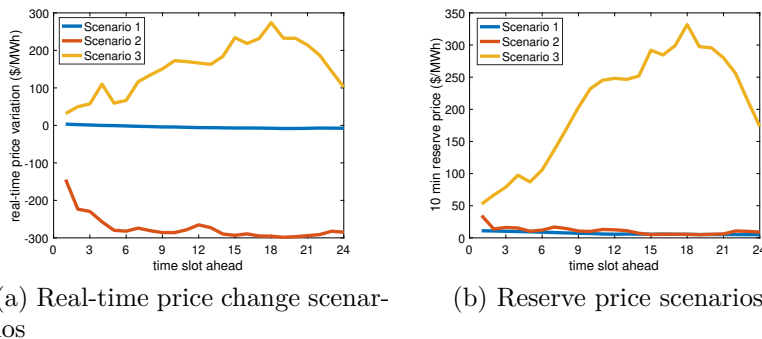 300
200
100
0
-100
-200
-300
real-time price variation ($/MWh)
Scenario 1
Scenario 2
Scenario 3
0 3 6 9 12 15 18 21 24
time slot ahead
350
300
250
200
150
100
50
0
10 min reserve price ($/MWh)
Scenario 1
Scenario 2
Scenario 3
0 3 6 9 12 15 18 21 24
time slot ahead
a) Real-time price change scenar-
ios
(b) Reserve price scenarios